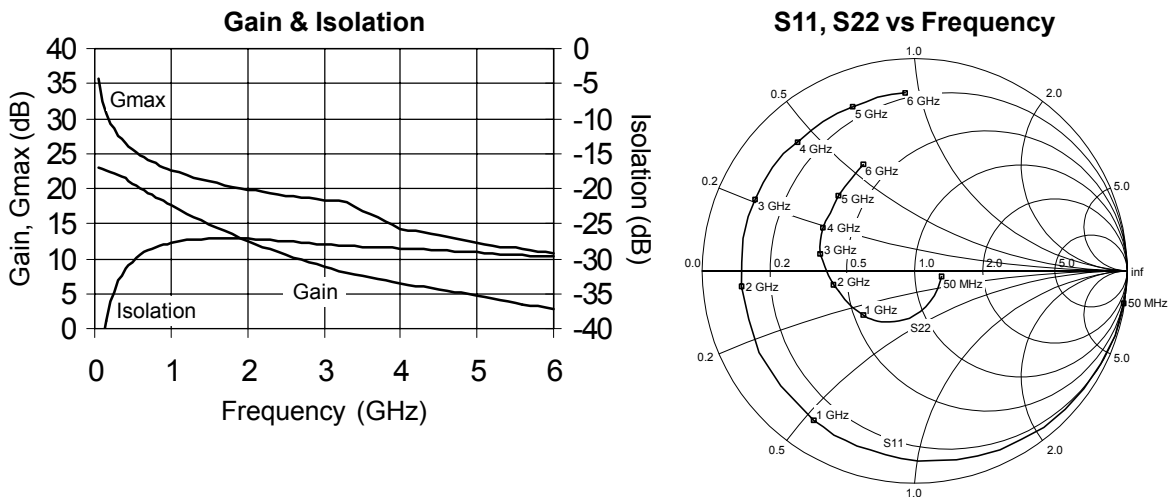 Gain & Isolation
Gain, Gmax (dB)
40
35
30
25
20
15
10
5
0
Gmax
Isolation
Gain
0
-5
-10
-15
-20
-25
-30
-35
-40
Isolation (dB)
0 1 2 3 4 5 6
Frequency (GHz)
S11, S22 vs Frequency
1.0
0.5
2.0
6 GHz
5 GHz
4 GHz
6 GHz
0.2
5.0
3 GHz
5 GHz
4 GHz
3 GHz
0.0 0.2 0.5 1.0 2.0 5.0 inf
2 GHz
2 GHz
50 MHz
50 MHz
1 GHz
S22
0.2
5.0
1 GHz
S11
0.5
2.0
1.0